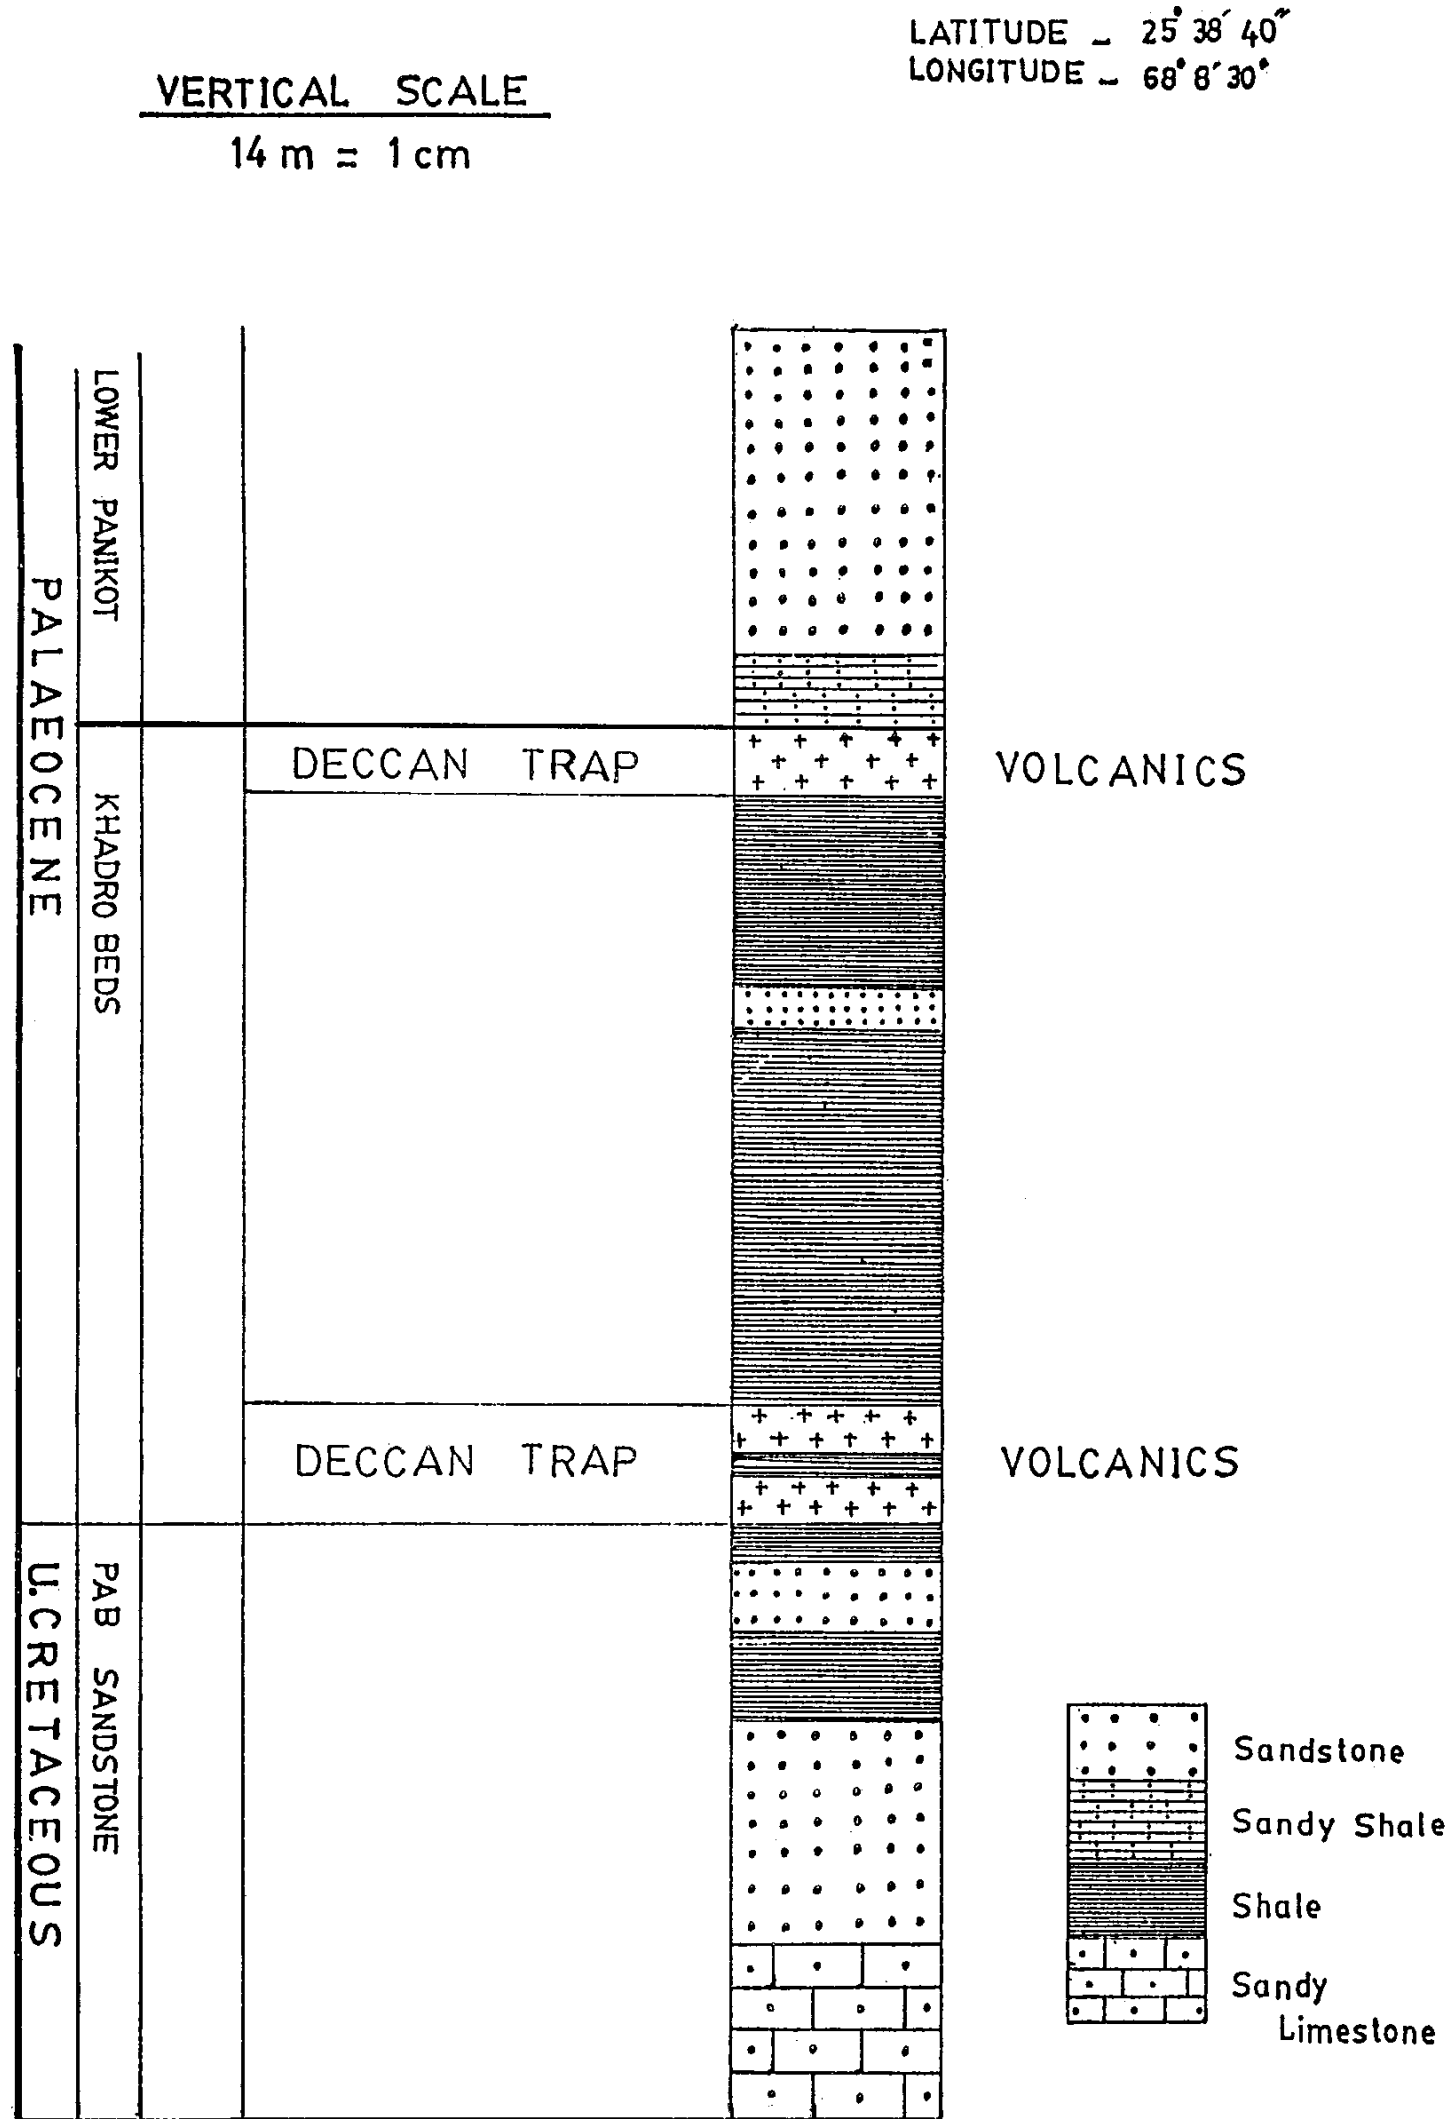 LATITUDE - 25° 38′ 40″
LONGITUDE - 68° 8′ 30″
VERTICAL SCALE
14 m = 1 cm
PALAEOCENE
LOWER PANIKOT
KHADRO BEDS
DECCAN TRAP
VOLCANICS
DECCAN TRAP
VOLCANICS
U.CRETACEOUS
PAB SANDSTONE
Sandstone
Sandy Shale
Shale
Sandy
Limestone